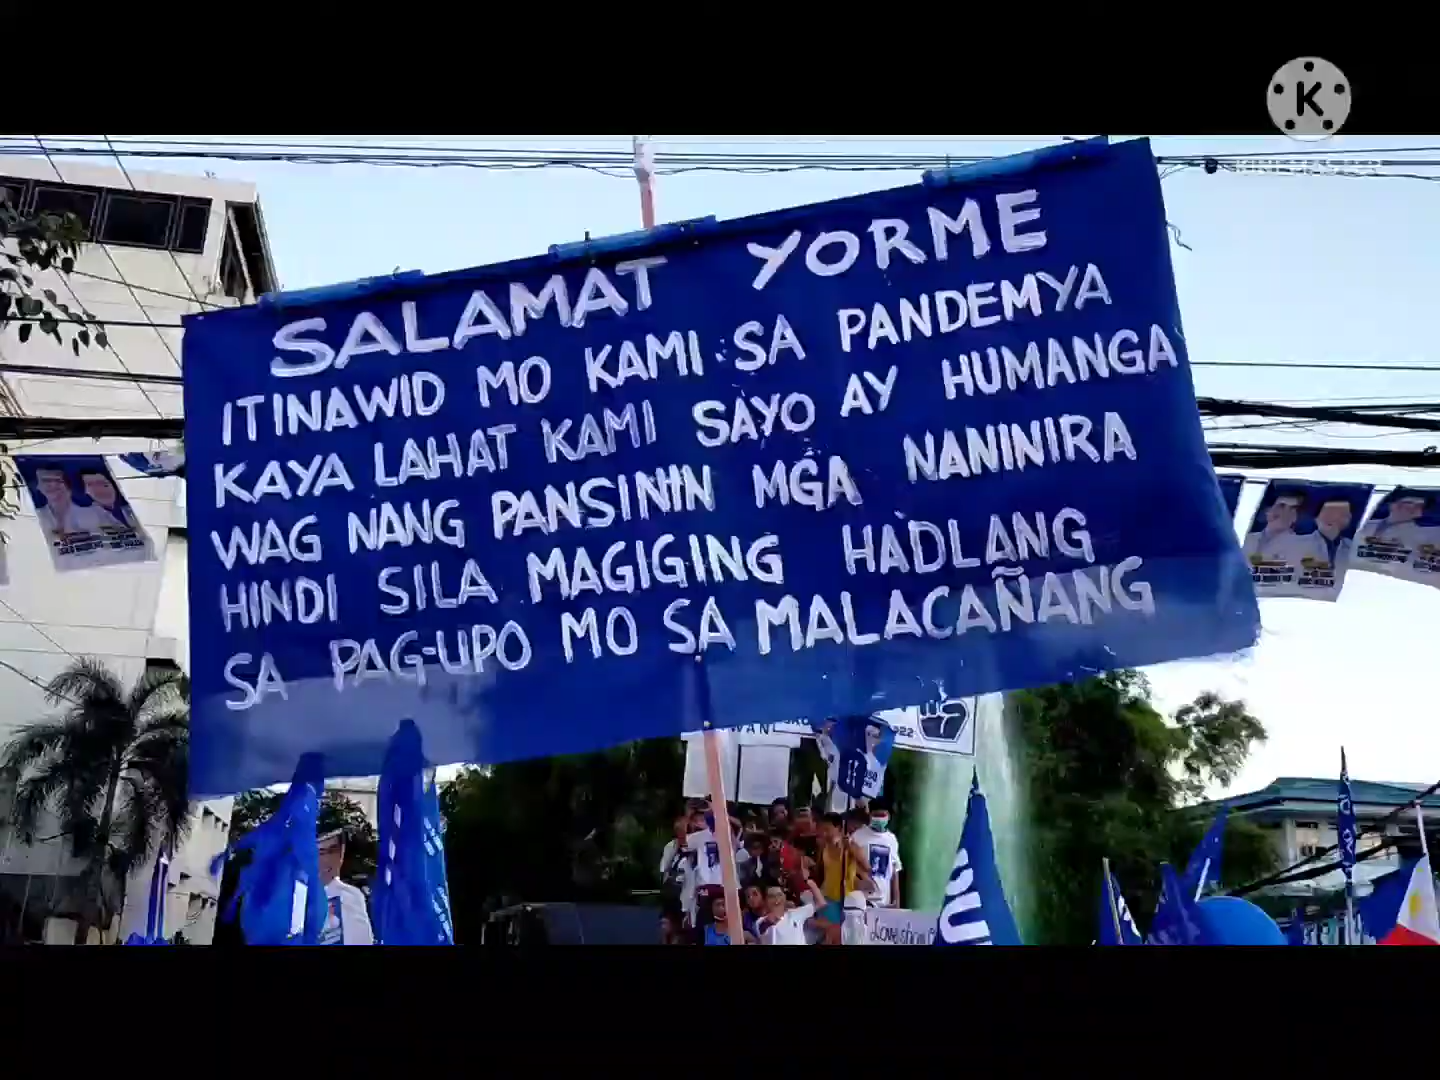 K
KINEMASTER
SALAMAT YORME
ITINAWID MO KAMI SA PANDEMYA
KAYA LAHAT KAMI SAYO AY HUMANGA
WAG NANG PANSININ MGA NANINIRA
HINDI SILA MAGIGING HADLANG
SA PAG-UPO MO SA MALACAÑANG